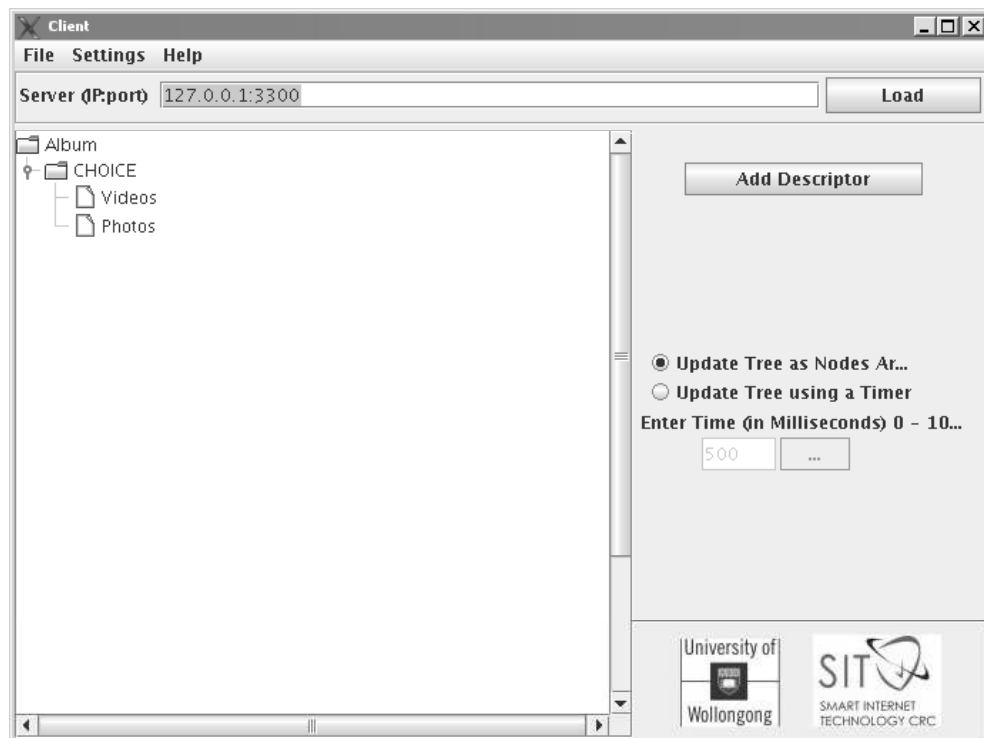 Client
File Settings Help
Server (IP:port) 127.0.0.1:3300 Load
Album
CHOICE
Videos
Photos
Add Descriptor
Update Tree as Nodes Ar...
Update Tree using a Timer
Enter Time (in Milliseconds) 0 - 10...
500 ...
University of
Wollongong
SIT
SMART INTERNET
TECHNOLOGY CRC